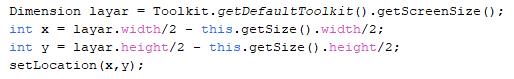 Dimension layar = Toolkit.getDefaultToolkit().getScreenSize();
int x = layar.width/2 - this.getSize().width/2;
int y = layar.height/2 - this.getSize().height/2;
setLocation(x,y);